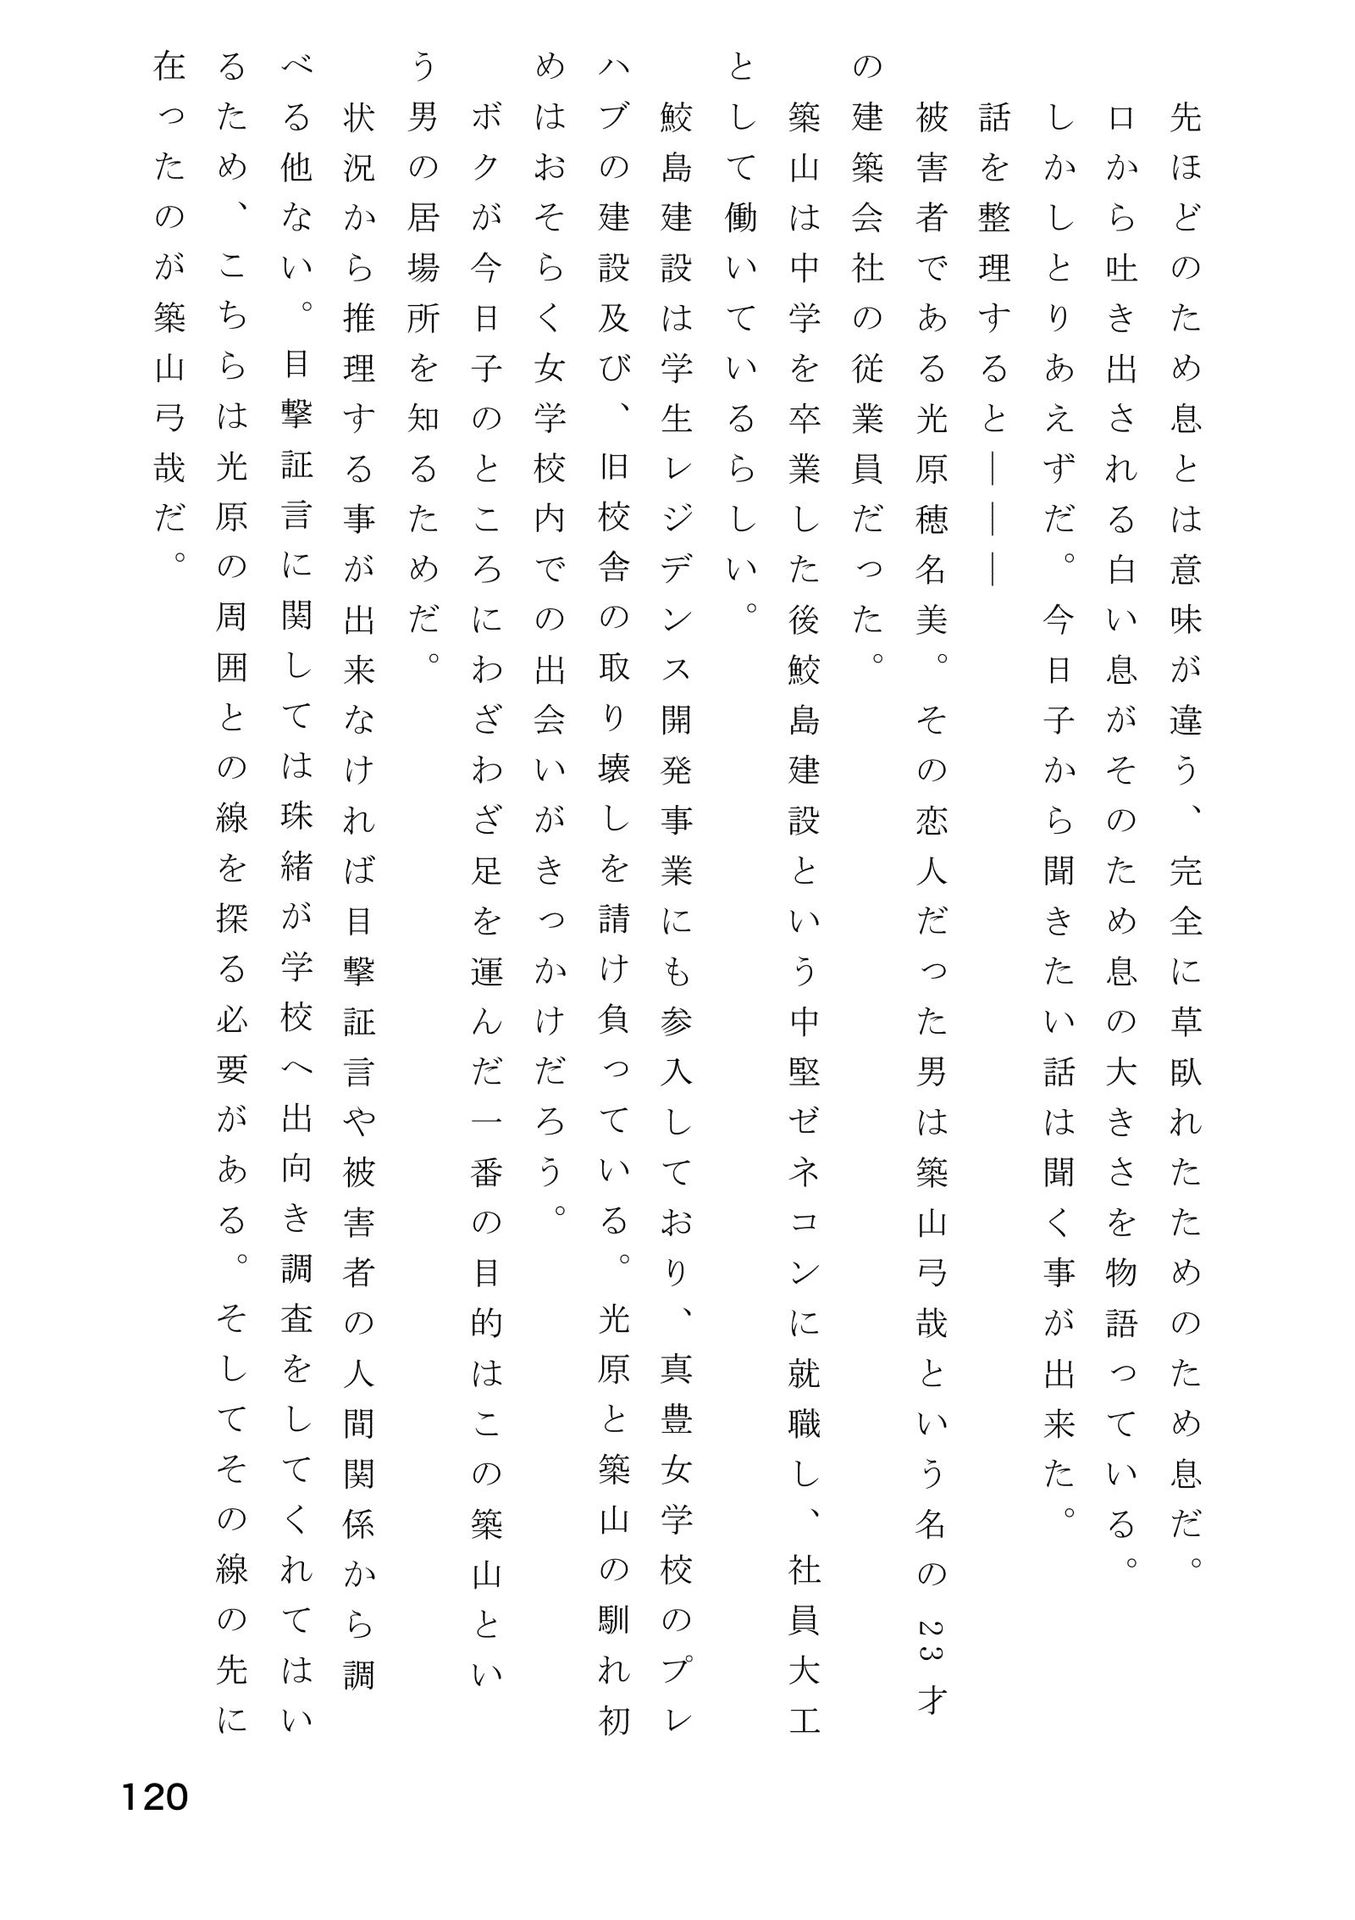 先ほどのため息とは意味が違う、完全に草臥れたためのため息だ。
口から吐き出される白い息がそのため息の大きさを物語っている。
しかしとりあえずだ。今日子から聞きたい話は聞く事が出来た。
話を整理すると———
被害者である光原穂名美。その恋人だった男は築山弓哉という名の23才
の建築会社の従業員だった。
築山は中学を卒業した後鮫島建設という中堅ゼネコンに就職し、社員大工
として働いているらしい。
鮫島建設は学生レジデンス開発事業にも参入しており、真豊女学校のプレ
ハブの建設及び、旧校舎の取り壊しを請け負っている。光原と築山の馴れ初
めはおそらく女学校内での出会いがきっかけだろう。
ボクが今日子のところにわざわざ足を運んだ一番の目的はこの築山とい
う男の居場所を知るためだ。
状況から推理する事が出来なければ目撃証言や被害者の人間関係から調
べる他ない。目撃証言に関しては珠緒が学校へ出向き調査をしてくれてはい
るため、こちらは光原の周囲との線を探る必要がある。そしてその線の先に
在ったのが築山弓哉だ。
120